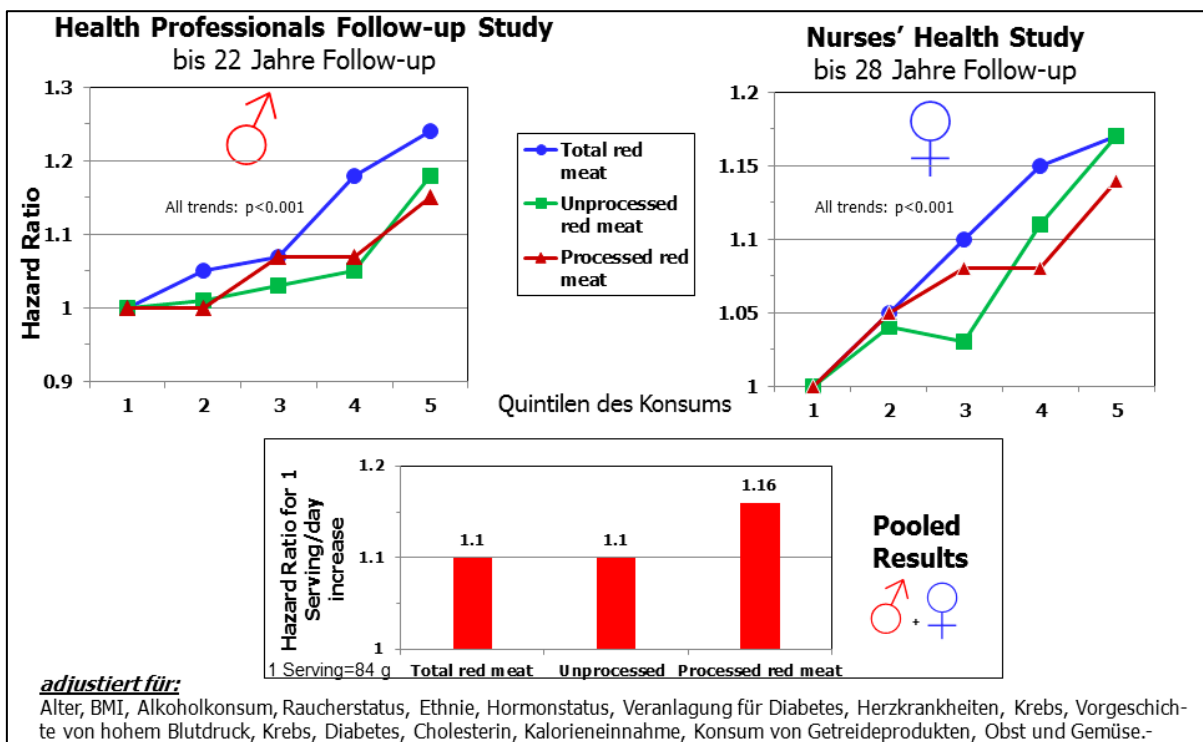 Health Professionals Follow-up Study
bis 22 Jahre Follow-up
1.3
1.2
1.1
1
0.9
Hazard Ratio
All trends: p<0.001
1 2 3 4 5
Total red
meat
Unprocessed
red meat
Processed red
meat
Nurses’ Health Study
bis 28 Jahre Follow-up
1.2
1.15
1.1
1.05
1
All trends: p<0.001
1 2 3 4 5
Quintilen des Konsums
Hazard Ratio for 1
Serving/day
increase
1.2
1.10
1
1.1
1.1
1.16
1 Serving=84 g
Total red meat Unprocessed Processed red meat
Pooled
Results
+
adjustiert für:
Alter, BMI, Alkoholkonsum, Raucherstatus, Ethnie, Hormonstatus, Veranlagung für Diabetes, Herzkrankheiten, Krebs, Vorgeschich-
te von hohem Blutdruck, Krebs, Diabetes, Cholesterin, Kalorieneinnahme, Konsum von Getreideprodukten, Obst und Gemüse.-